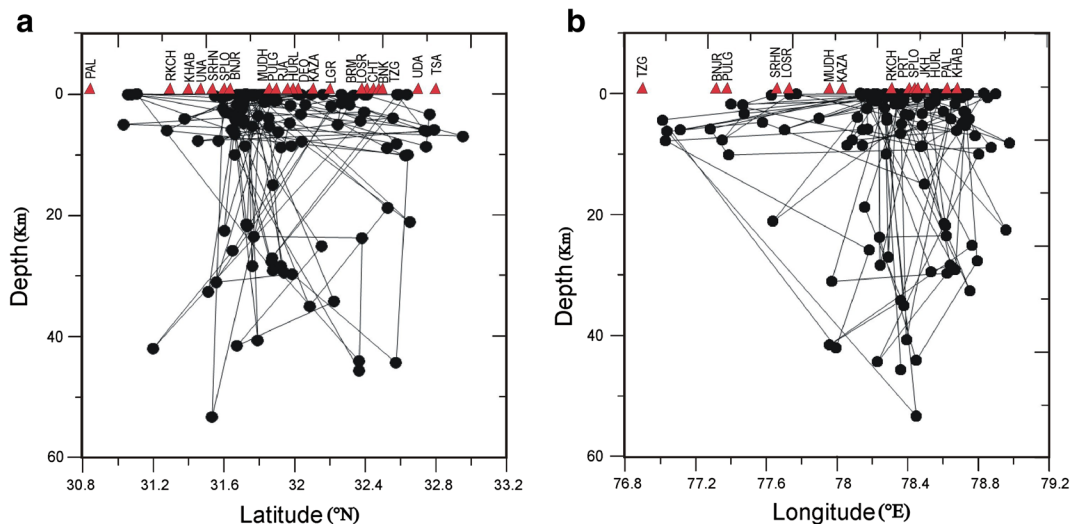 a
PAL
RKCH
KHAB
UNA
SRHN
SPLO
BNJR
MUDH
PULG
HURL
DEO
KAZA
LGR
BRM
LOSR
CHT
BNK
TZG
UDA
TSA
0
20
40
60
Depth (Km)
30.8 31.2 31.6 32 32.4 32.8 33.2
Latitude (°N)
b
TZG
BNJR
PULG
SRHN
LOSR
MUDH
KAZA
RKCH
PRT
SPLO
HURL
PAL
KHAB
0
20
40
60
Depth (Km)
76.8 77.2 77.6 78 78.4 78.8 79.2
Longitude (°E)